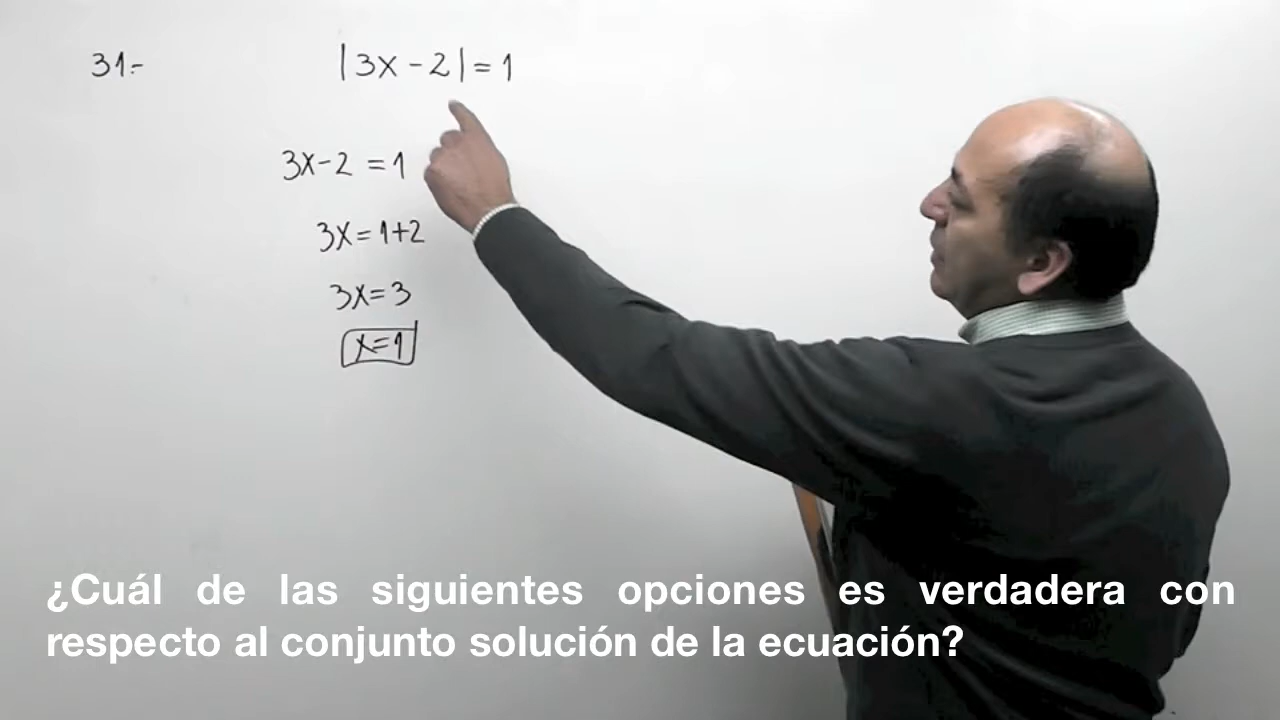 31.-
|3x-2|=1
3x-2=1
3x=1+2
3x=3
x=1
¿Cuál de las siguientes opciones es verdadera con
respecto al conjunto solución de la ecuación?